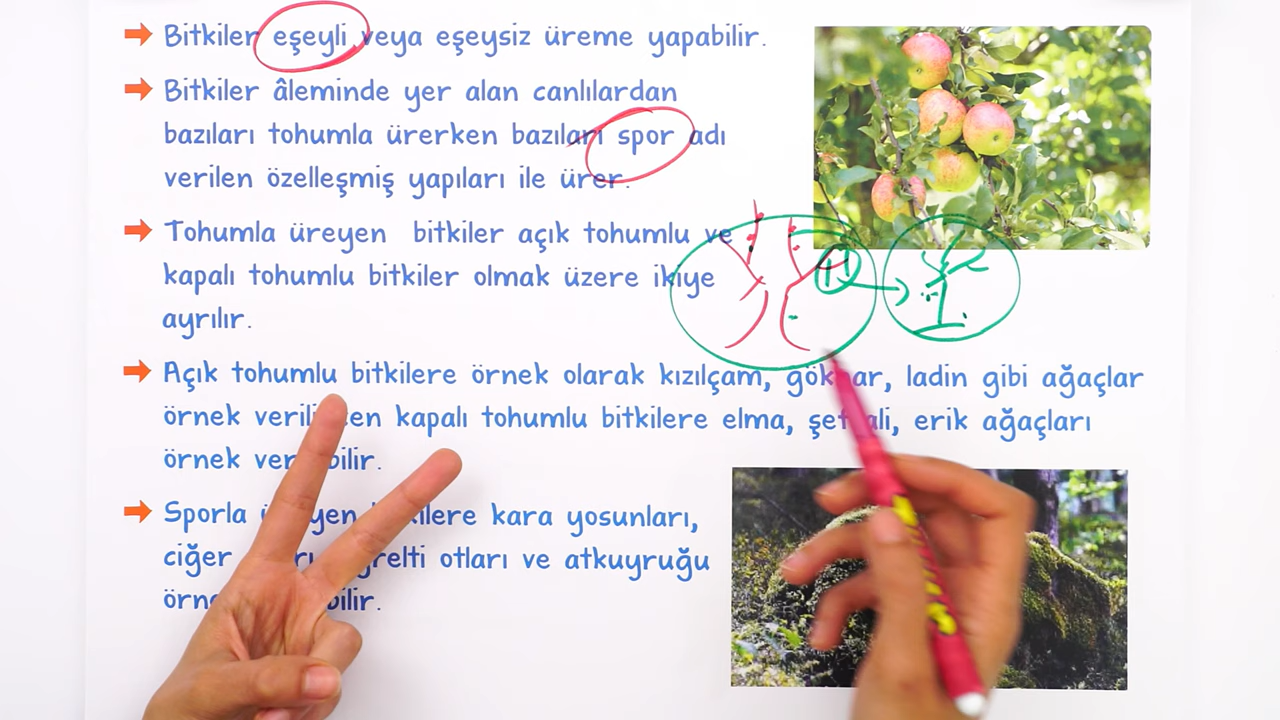 Bitkiler eşeyli veya eşeysiz üreme yapabilir.
Bitkiler âleminde yer alan canlılardan
bazıları tohumla ürerken bazıları spor adı
verilen özelleşmiş yapıları ile ürer.
Tohumla üreyen bitkiler açık tohumlu ve
kapalı tohumlu bitkiler olmak üzere ikiye
ayrılır.
Açık tohumlu bitkilere örnek olarak kızılçam, göknar, ladin gibi ağaçlar
örnek kapalı tohumlu bitkilere elma, şeftali, erik ağaçları
örnek
Sporla kara yosunları,
ciğer otları ve atkuyruğu